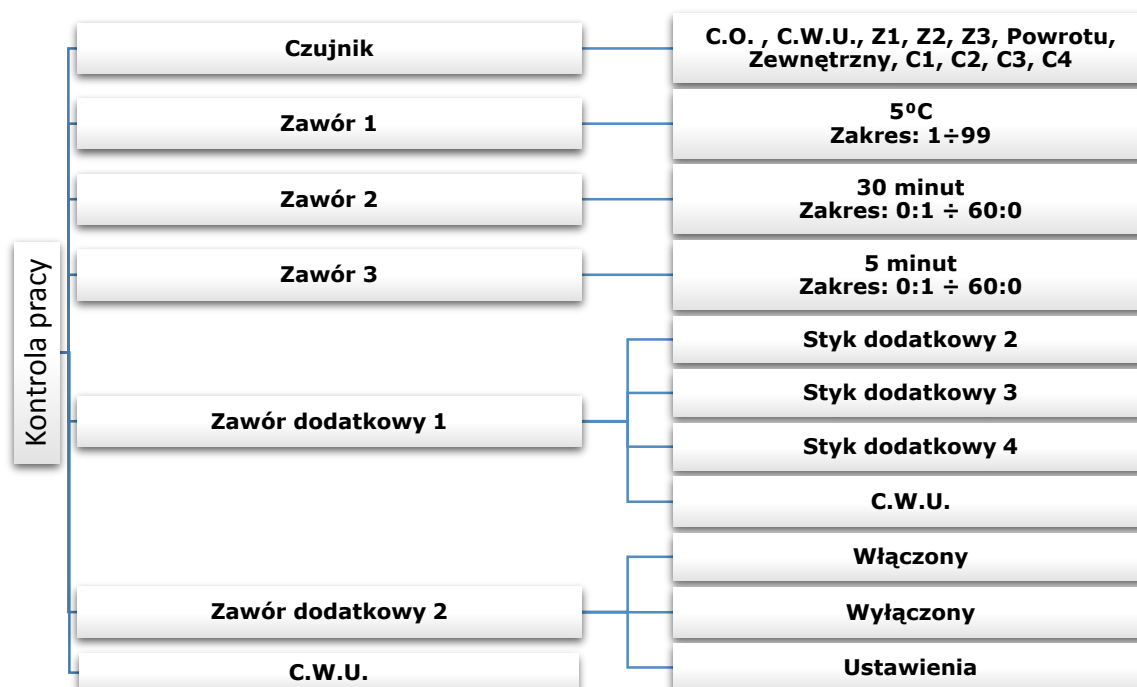 Kontrola pracy
Czujnik
C.O. , C.W.U., Z1, Z2, Z3, Powrotu,
Zewnętrzny, C1, C2, C3, C4
Zawór 1
5ºC
Zakres: 1÷99
Zawór 2
30 minut
Zakres: 0:1 ÷ 60:0
Zawór 3
5 minut
Zakres: 0:1 ÷ 60:0
Zawór dodatkowy 1
Styk dodatkowy 2
Styk dodatkowy 3
Styk dodatkowy 4
C.W.U.
Zawór dodatkowy 2
Włączony
Wyłączony
Ustawienia
C.W.U.